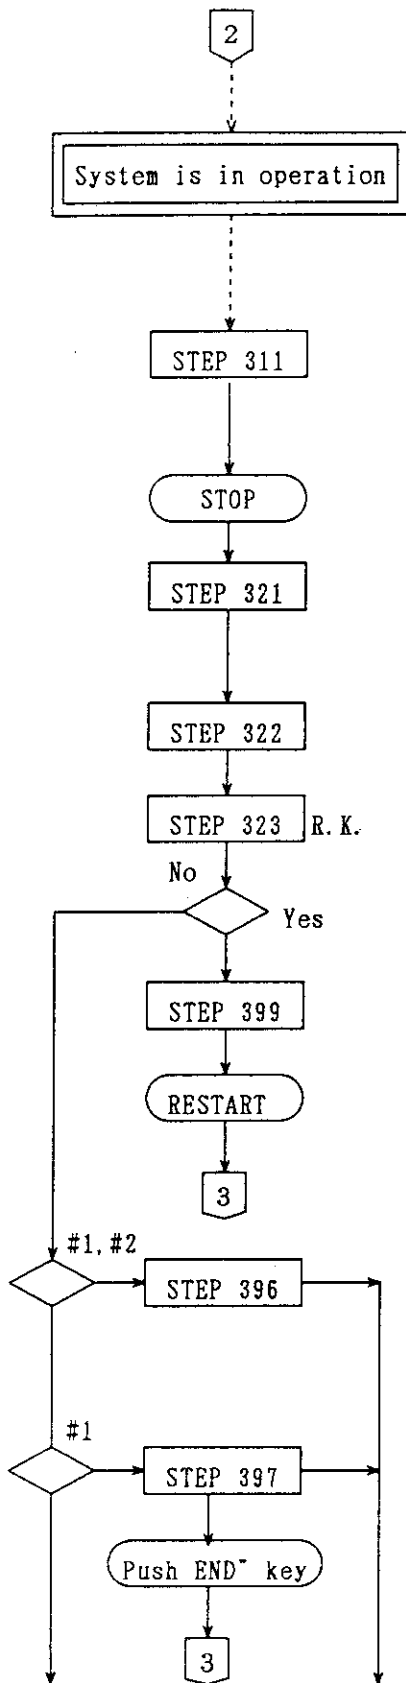 2
System is in operation
STEP 311
STOP
STEP 321
STEP 322
STEP 323 R.K.
No
Yes
STEP 399
RESTART
3
#1,#2
STEP 396
#1
STEP 397
Push END" key
3